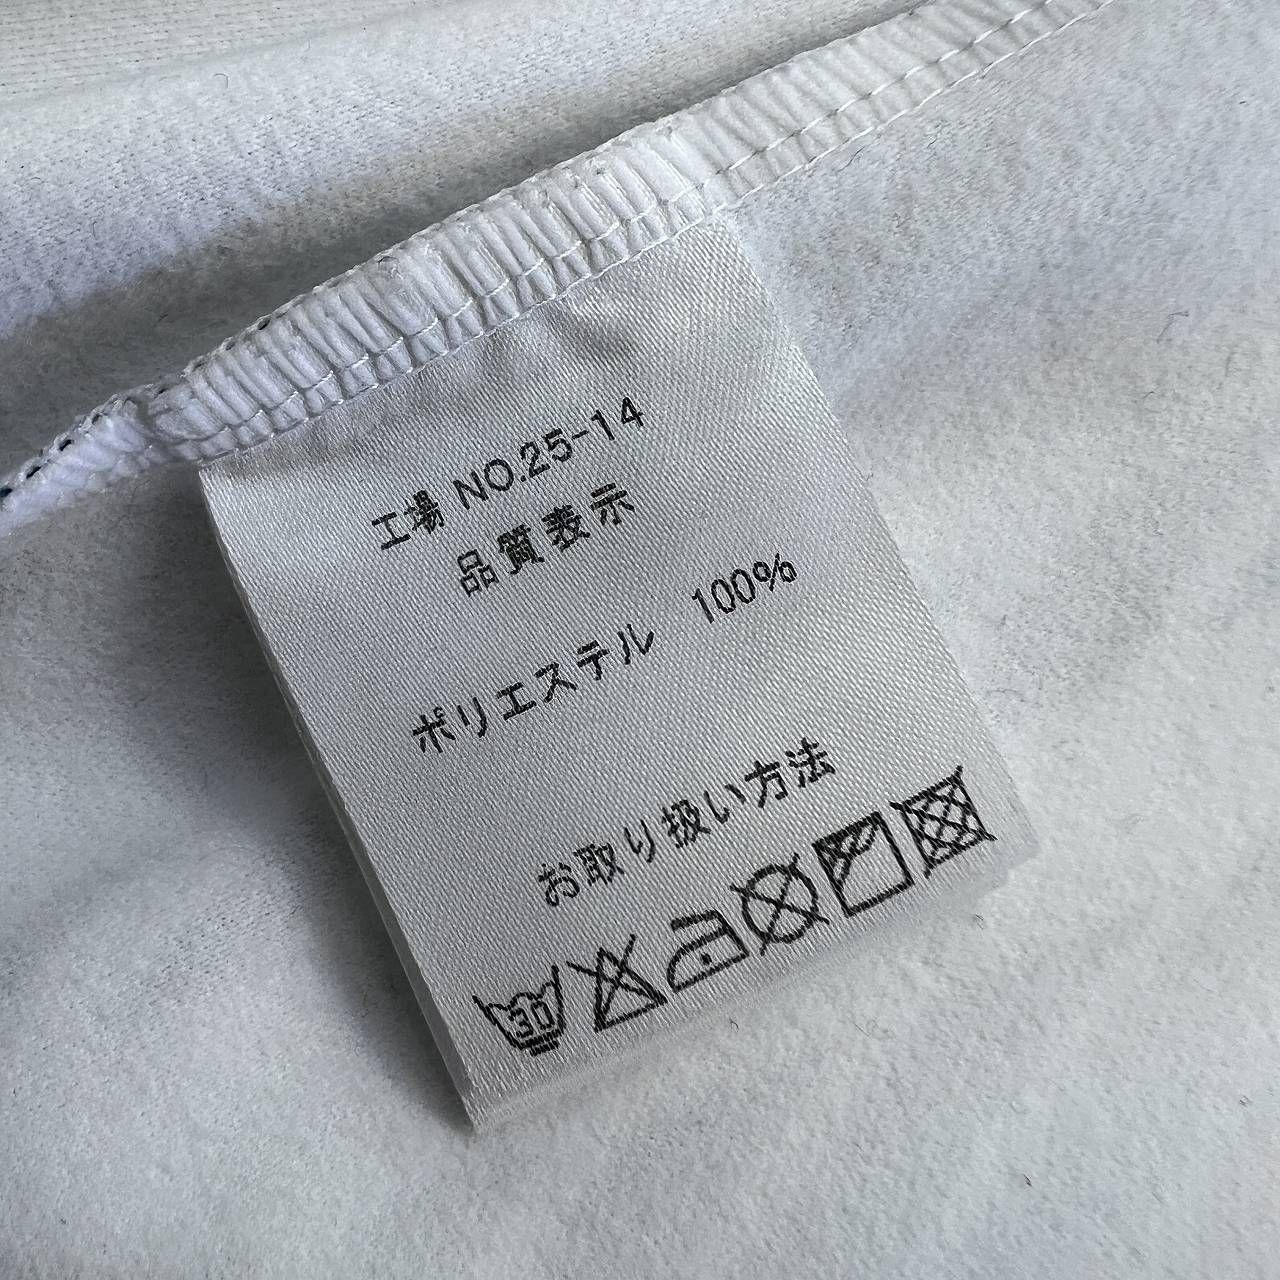 工場 NO.25-14
品質表示
ポリエステル 100%
お取り扱い方法
30